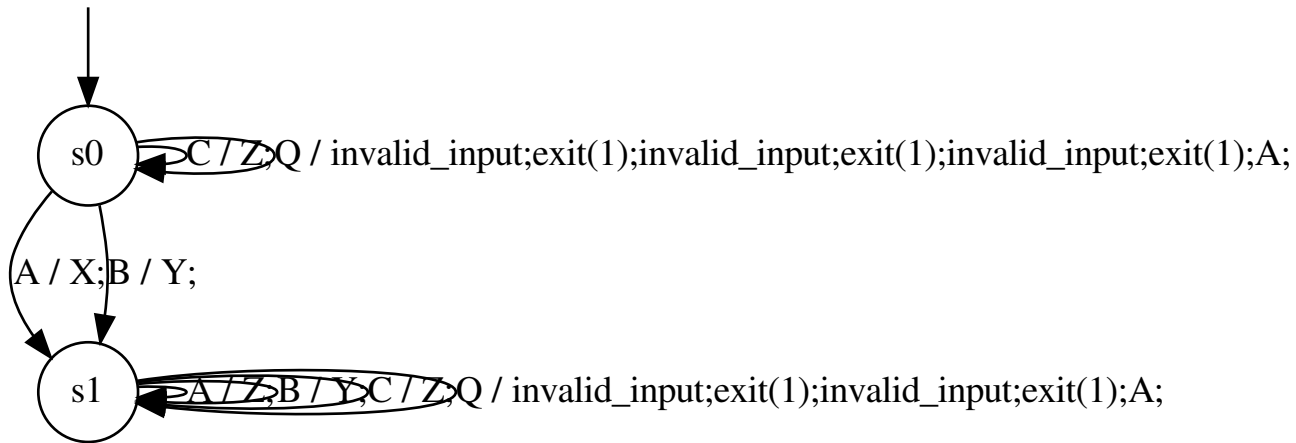 s0
C / Z;
Q / invalid_input;exit(1);invalid_input;exit(1);invalid_input;exit(1);A;
A / X;
B / Y;
s1
A / Z;
B / Y;
C / Z;
Q / invalid_input;exit(1);invalid_input;exit(1);A;